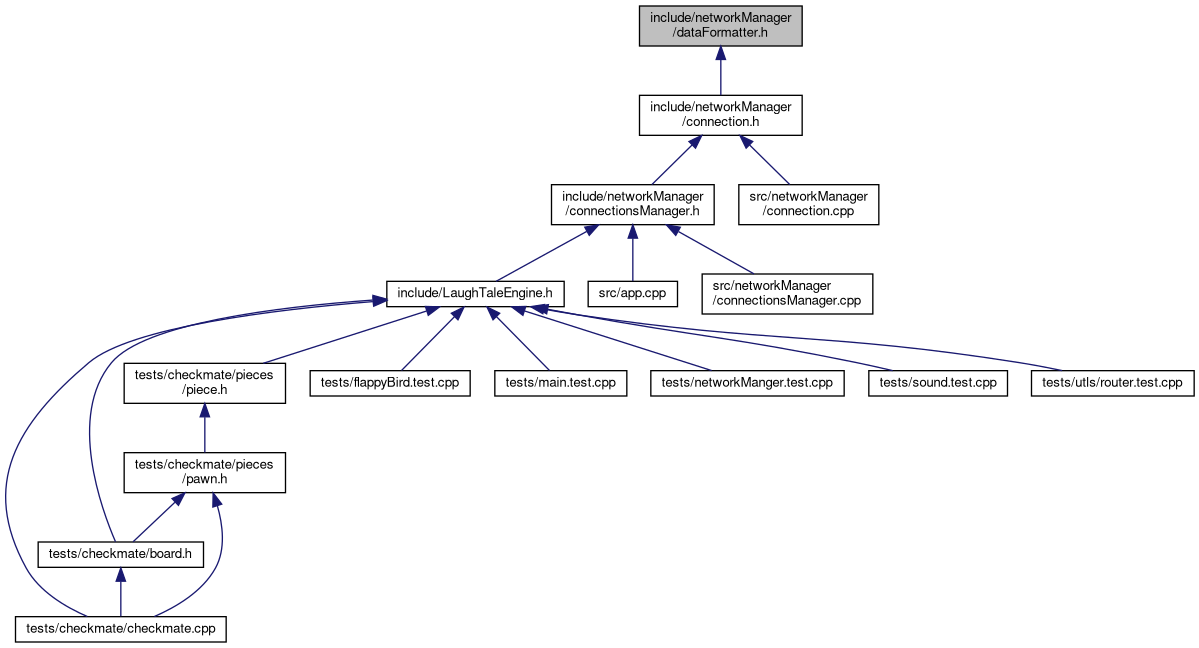 include/networkManager
/dataFormatter.h
include/networkManager
/connection.h
include/networkManager
/connectionsManager.h
src/networkManager
/connection.cpp
include/LaughTaleEngine.h
src/app.cpp
src/networkManager
/connectionsManager.cpp
tests/checkmate/pieces
/piece.h
tests/flappyBird.test.cpp
tests/main.test.cpp
tests/networkManger.test.cpp
tests/sound.test.cpp
tests/utls/router.test.cpp
tests/checkmate/pieces
/pawn.h
tests/checkmate/board.h
tests/checkmate/checkmate.cpp